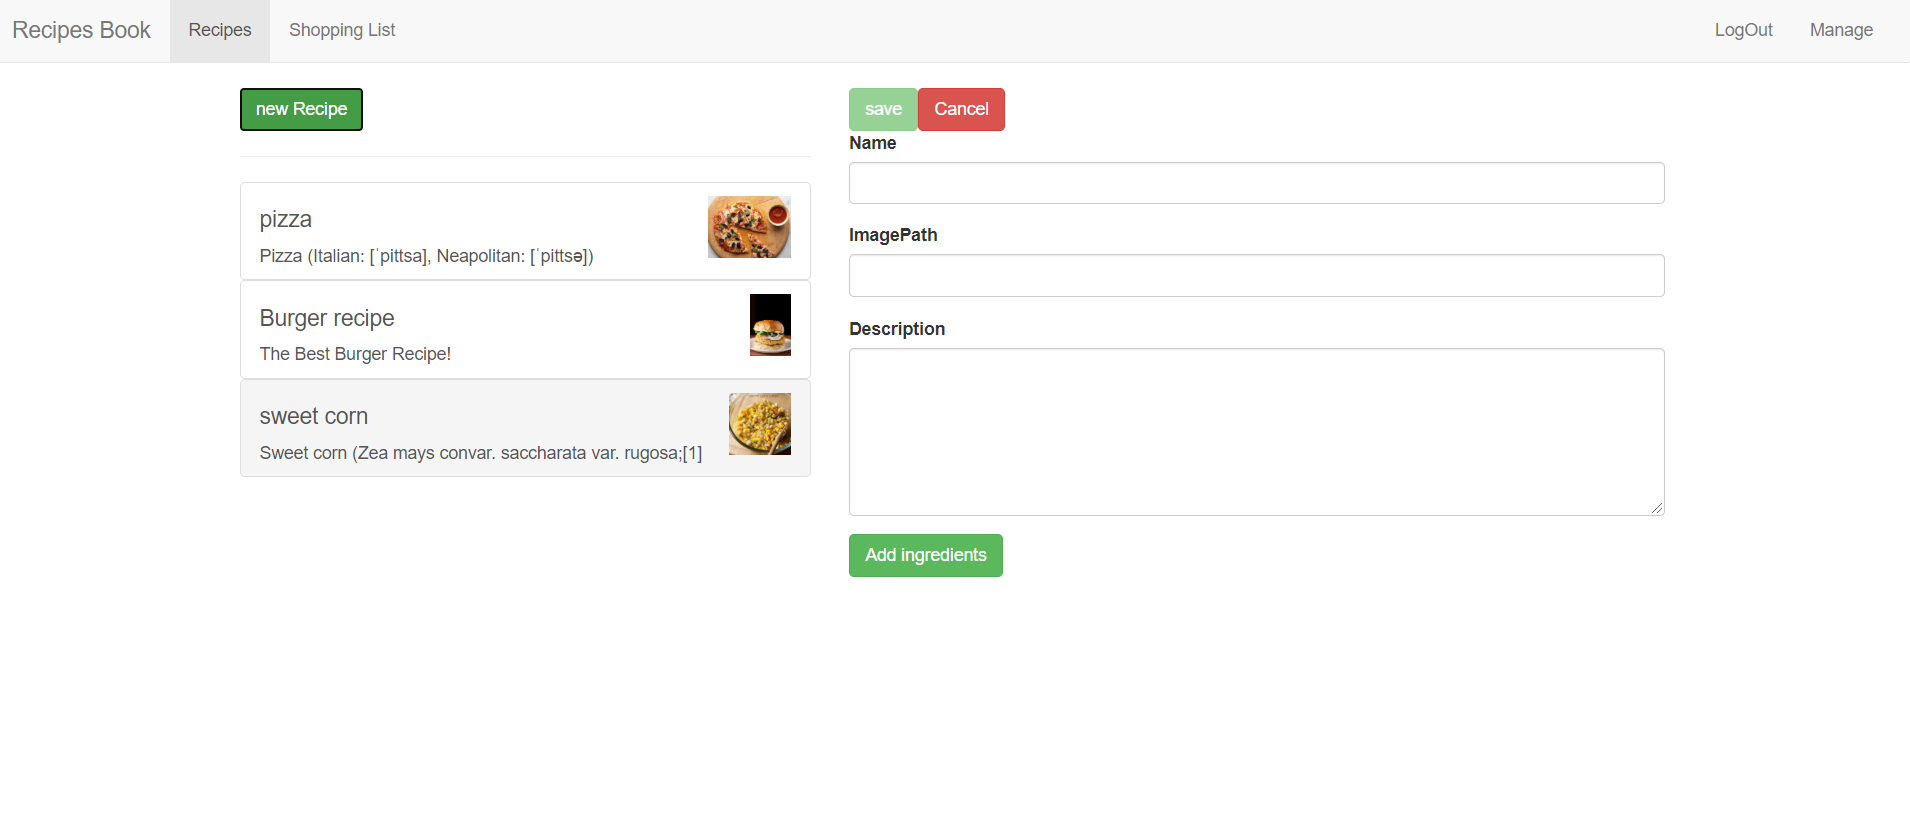 Recipes Book
Recipes
Shopping List
LogOut
Manage
new Recipe
pizza
Pizza (Italian: [ˈpittsa], Neapolitan: [ˈpittsə])
Burger recipe
The Best Burger Recipe!
sweet corn
Sweet corn (Zea mays convar. saccharata var. rugosa;[1]
save
Cancel
Name
ImagePath
Description
Add ingredients